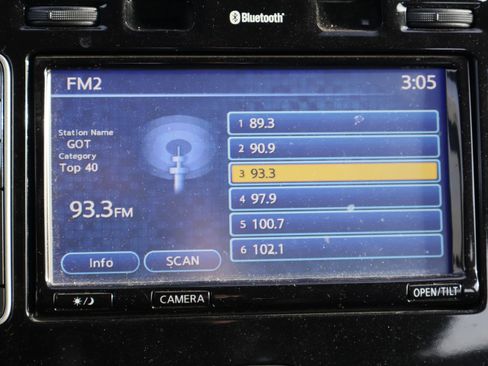 Bluetooth
FM2
3:05
Station Name
GOT
Category
Top 40
93.3FM
1 89.3
2 90.9
3 93.3
4 97.9
5 100.7
6 102.1
Info
SCAN
CAMERA
OPEN/TILT